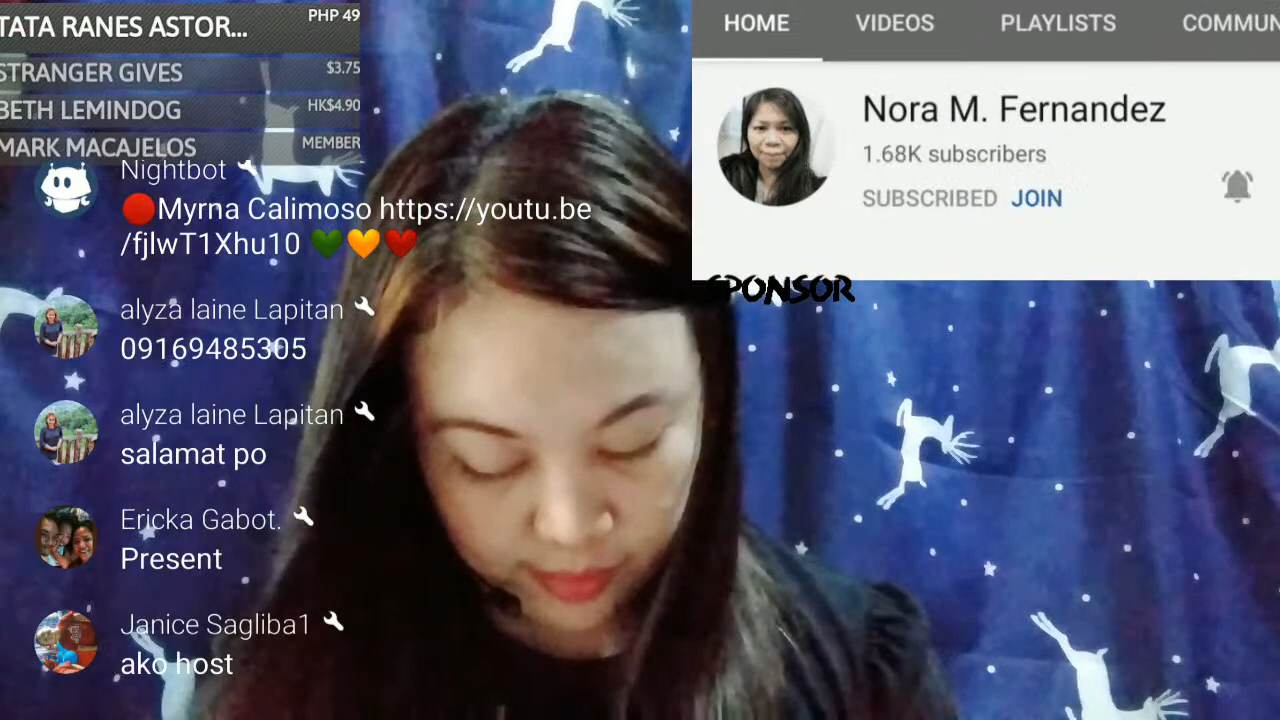 TATA RANES ASTOR...
PHP 49
STRANGER GIVES
$3.75
BETH LEMINDOG
HK$4.90
MARK MACAJELOS
MEMBER
Nightbot
🔴Myrna Calimoso https://youtu.be
/fjlwT1Xhu10 💚🧡❤️
alyza laine Lapitan
09169485305
alyza laine Lapitan
salamat po
Ericka Gabot.
Present
Janice Sagliba1
ako host
HOME VIDEOS PLAYLISTS COMMUN
Nora M. Fernandez
1.68K subscribers
SUBSCRIBED JOIN
SPONSOR